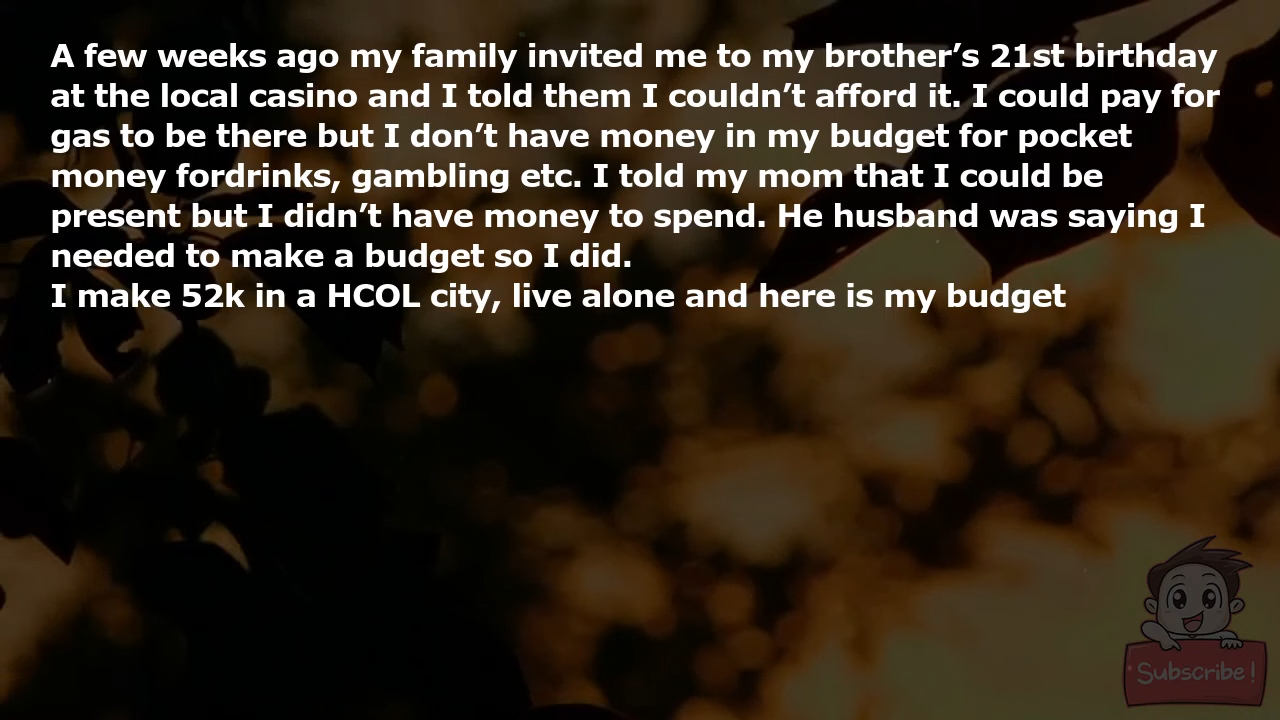 A few weeks ago my family invited me to my brother’s 21st birthday
at the local casino and I told them I couldn’t afford it. I could pay for
gas to be there but I don’t have money in my budget for pocket
money fordrinks, gambling etc. I told my mom that I could be
present but I didn’t have money to spend. He husband was saying I
needed to make a budget so I did.
I make 52k in a HCOL city, live alone and here is my budget
Subscribe!